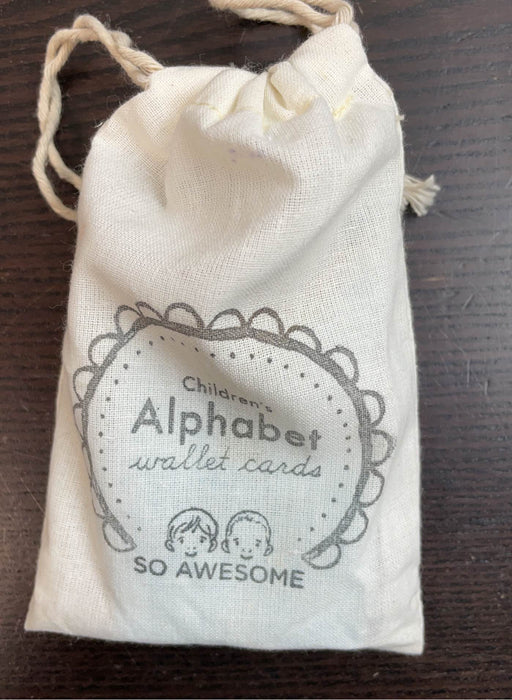 Children's
Alphabet
wallet cards
SO AWESOME